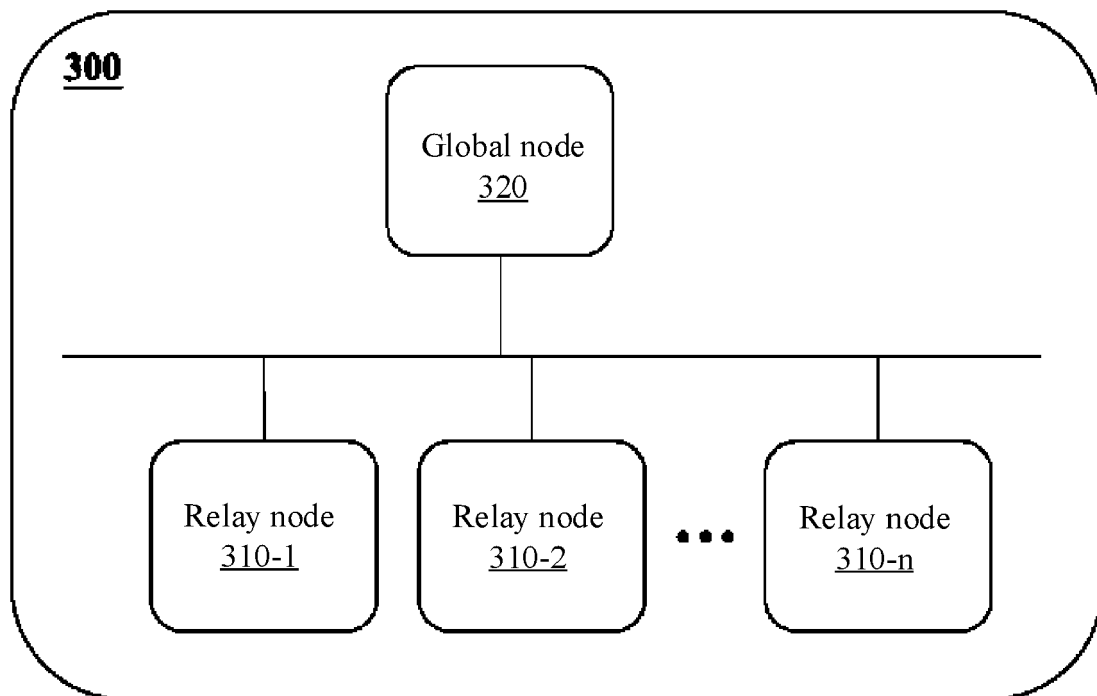 300
Global node
320
Relay node
310-1
Relay node
310-2
Relay node
310-n